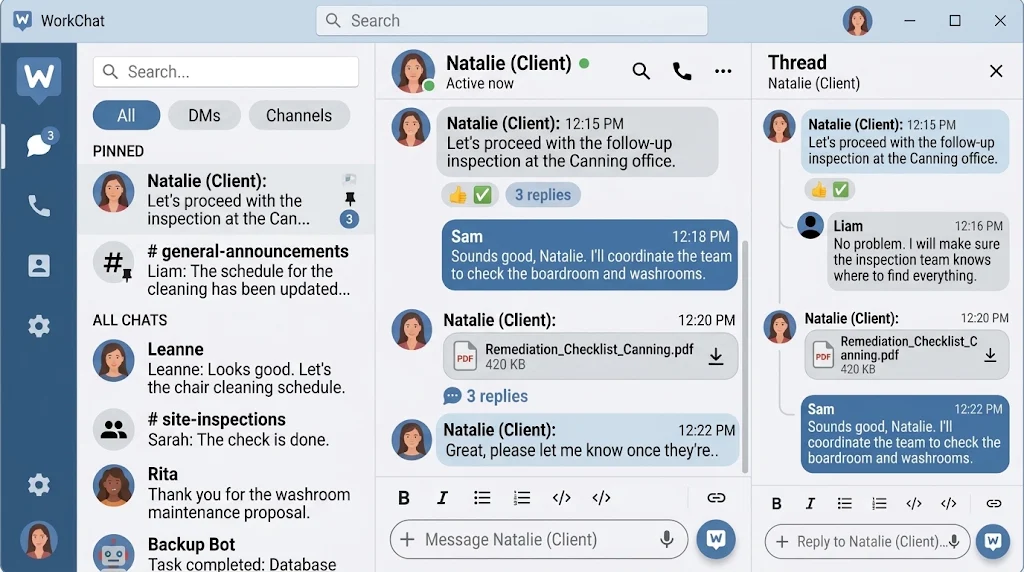 WorkChat
Search
W
3
Search...
All
DMs
Channels
PINNED
Natalie (Client):
Let's proceed with the
inspection at the Can...
3
# general-announcements
Liam: The schedule for the
cleaning has been updated...
ALL CHATS
Leanne
Leanne: Looks good. Let's
the chair cleaning schedule.
# site-inspections
Sarah: The check is done.
Rita
Thank you for the washroom
maintenance proposal.
Backup Bot
Task completed: Database
Natalie (Client)
Active now
Natalie (Client): 12:15 PM
Let's proceed with the follow-up
inspection at the Canning office.
3 replies
Sam 12:18 PM
Sounds good, Natalie. I'll coordinate the team
to check the boardroom and washrooms.
Natalie (Client): 12:20 PM
PDF
Remediation_Checklist_Canning.pdf
420 KB
3 replies
Natalie (Client): 12:22 PM
Great, please let me know once they're..
B I </> </>
+ Message Natalie (Client)
W
Thread
Natalie (Client)
Natalie (Client): 12:15 PM
Let's proceed with the follow-up
inspection at the Canning office.
Liam 12:16 PM
No problem. I will make sure
the inspection team knows
where to find everything.
Natalie (Client): 12:20 PM
PDF
Remediation_Checklist_C
anning.pdf
420 KB
Sam 12:22 PM
Sounds good, Natalie. I'll
coordinate the team to check the
boardroom and washrooms.
B I </> </>
+ Reply to Natalie (Client)...
W